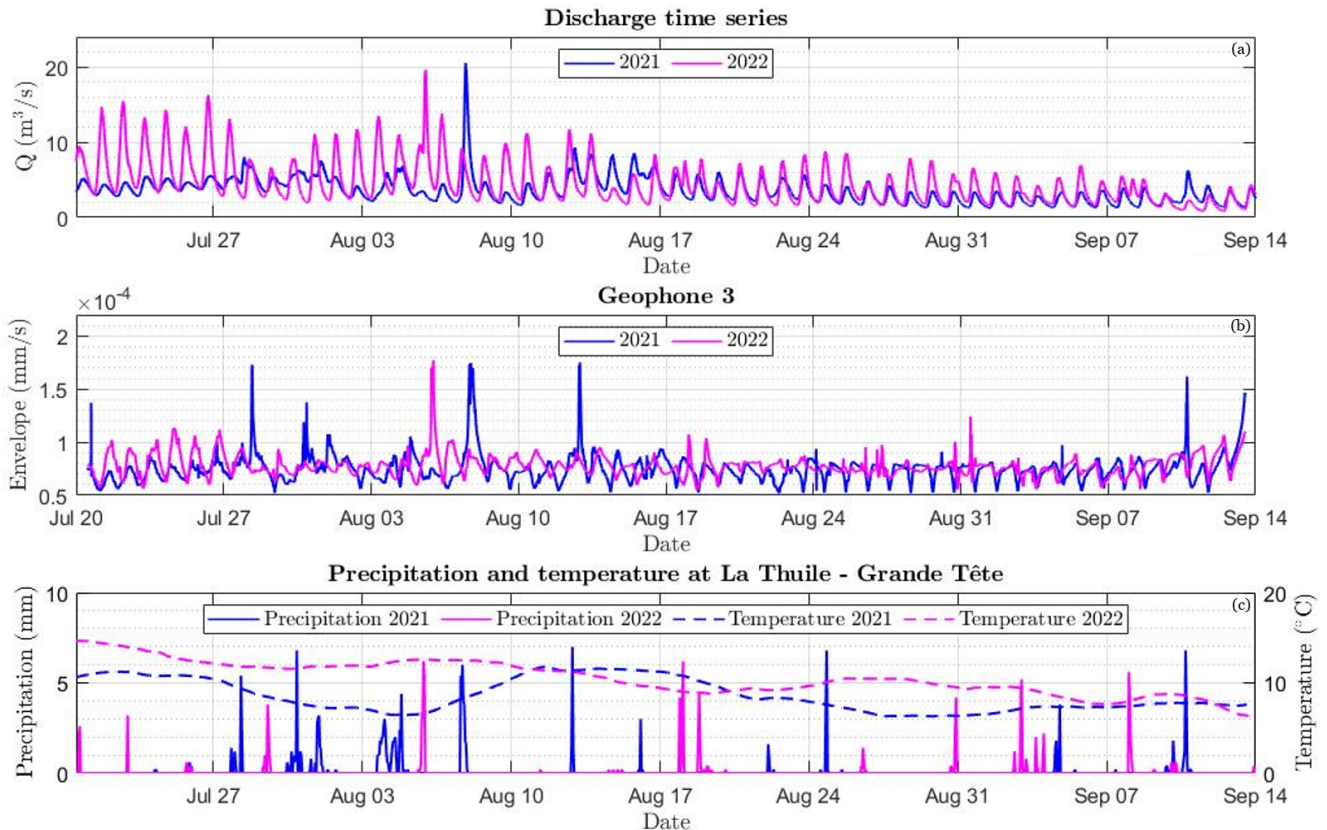 Discharge time series
(a)
2021 2022
Q (m³/s)
20
10
0
Jul 27 Aug 03 Aug 10 Aug 17 Aug 24 Aug 31 Sep 07 Sep 14
Date
×10⁻⁴
Geophone 3
(b)
2021 2022
Envelope (mm/s)
2
1.5
1
0.5
Jul 20 Jul 27 Aug 03 Aug 10 Aug 17 Aug 24 Aug 31 Sep 07 Sep 14
Date
Precipitation and temperature at La Thuile - Grande Tête
(c)
Precipitation 2021 Precipitation 2022 Temperature 2021 Temperature 2022
Precipitation (mm)
10
5
0
Temperature (°C)
20
10
0
Jul 27 Aug 03 Aug 10 Aug 17 Aug 24 Aug 31 Sep 07 Sep 14
Date